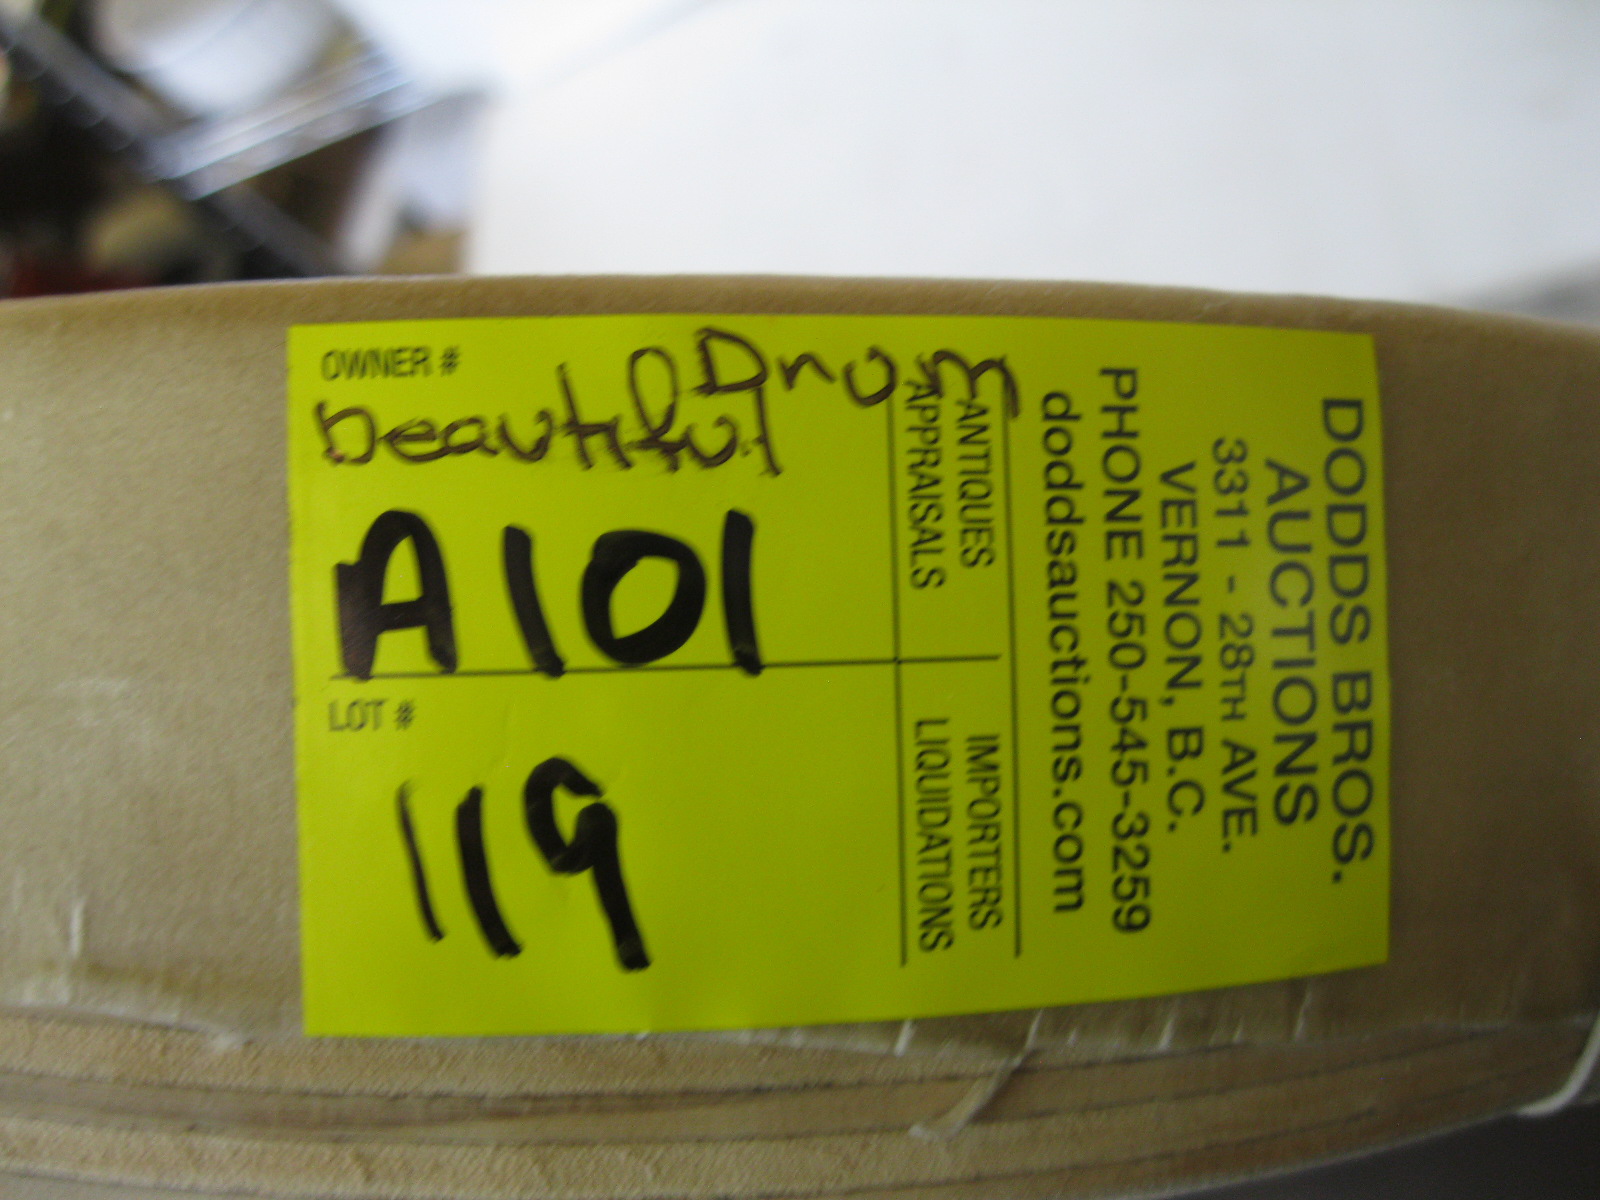 OWNER #
beautiful Drum
A101
LOT #
119
DODDS BROS.
AUCTIONS
3311 - 28TH AVE.
VERNON, B.C.
PHONE 250-545-3259
doddsauctions.com
ANTIQUES
APPRAISALS
IMPORTERS
LIQUIDATIONS